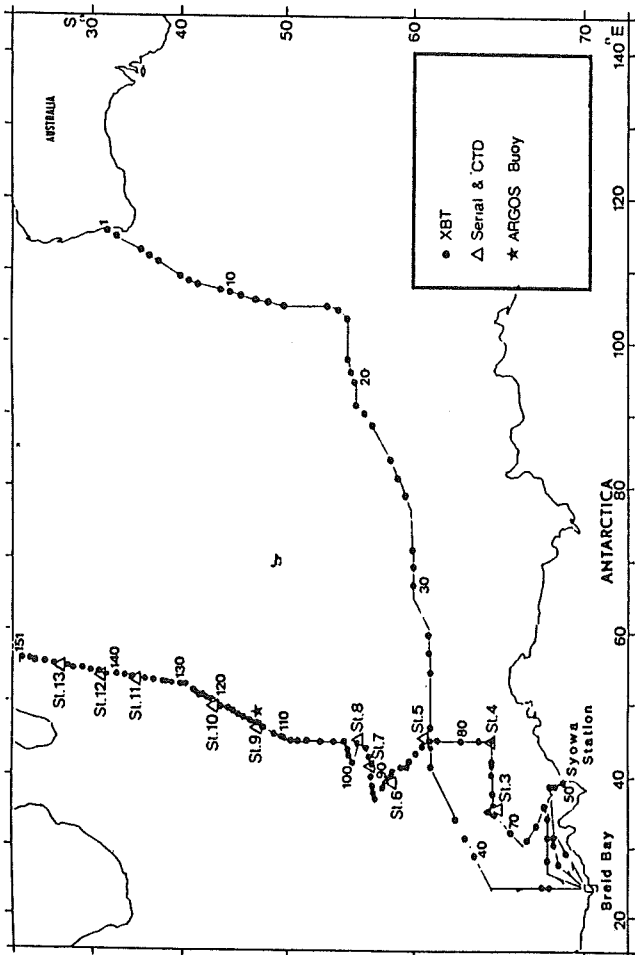 S.
30°
40
50
60
70
°E
140
120
100
80
60
40
20
AUSTRALIA
ANTARCTICA
Syowa
Station
Breid Bay
● XBT
△ Serial & CTD
★ ARGOS Buoy
1
10
20
30
40
50
70
80
90
100
110
120
130
140
151
St.3
St.4
St.5
St.6
St.7
St.8
St.9
St.10
St.11
St.12
St.13